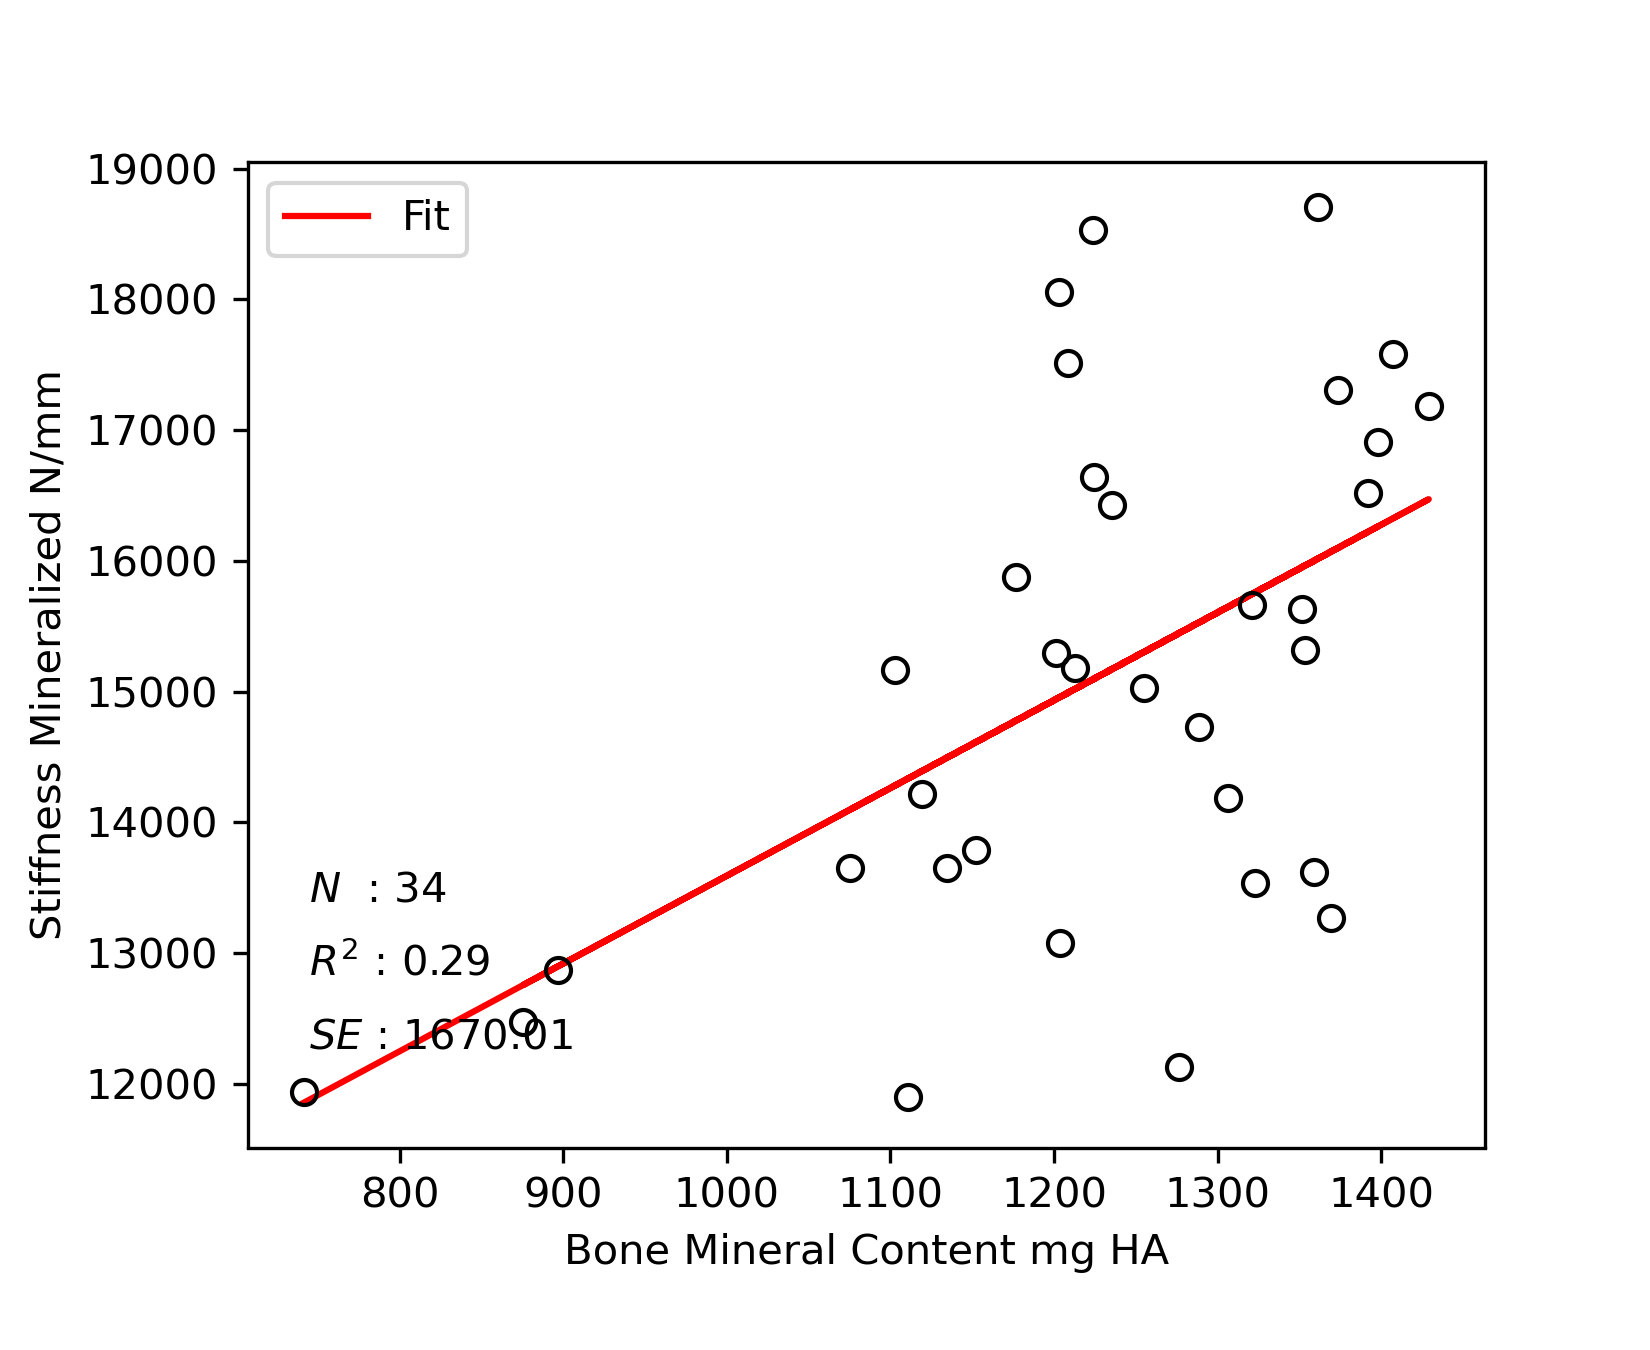 19000
18000
17000
16000
15000
14000
13000
12000
Stiffness Mineralized N/mm
Fit
N : 34
R² : 0.29
SE : 1670.01
800 900 1000 1100 1200 1300 1400
Bone Mineral Content mg HA